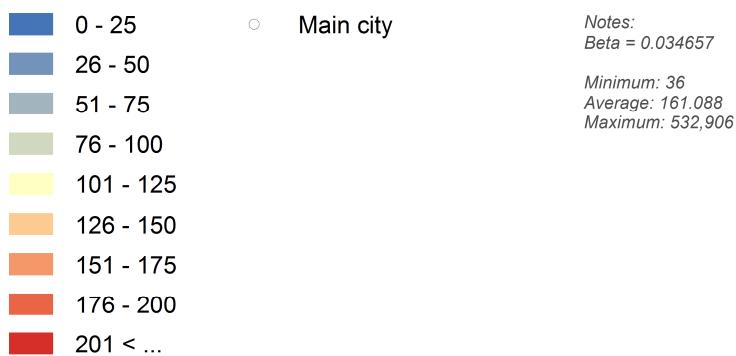 0 - 25
26 - 50
51 - 75
76 - 100
101 - 125
126 - 150
151 - 175
176 - 200
201 < ...
Main city
Notes:
Beta = 0.034657
Minimum: 36
Average: 161.088
Maximum: 532,906